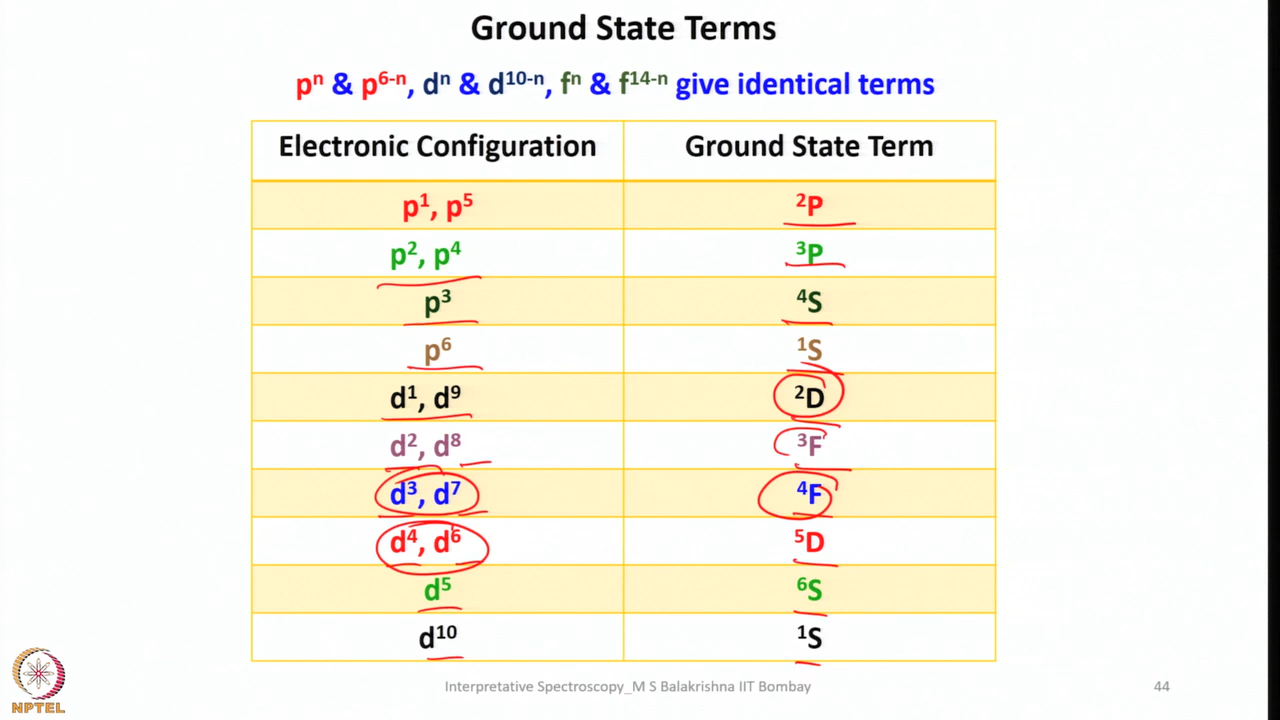 Ground State Terms
pⁿ & p⁶⁻ⁿ, dⁿ & d¹⁰⁻ⁿ, fⁿ & f¹⁴⁻ⁿ give identical terms
Electronic Configuration Ground State Term
p¹, p⁵ ²P
p², p⁴ ³P
p³ ⁴S
p⁶ ¹S
d¹, d⁹ ²D
d², d⁸ ³F
d³, d⁷ ⁴F
d⁴, d⁶ ⁵D
d⁵ ⁶S
d¹⁰ ¹S
Interpretative Spectroscopy_M S Balakrishna IIT Bombay 44
NPTEL